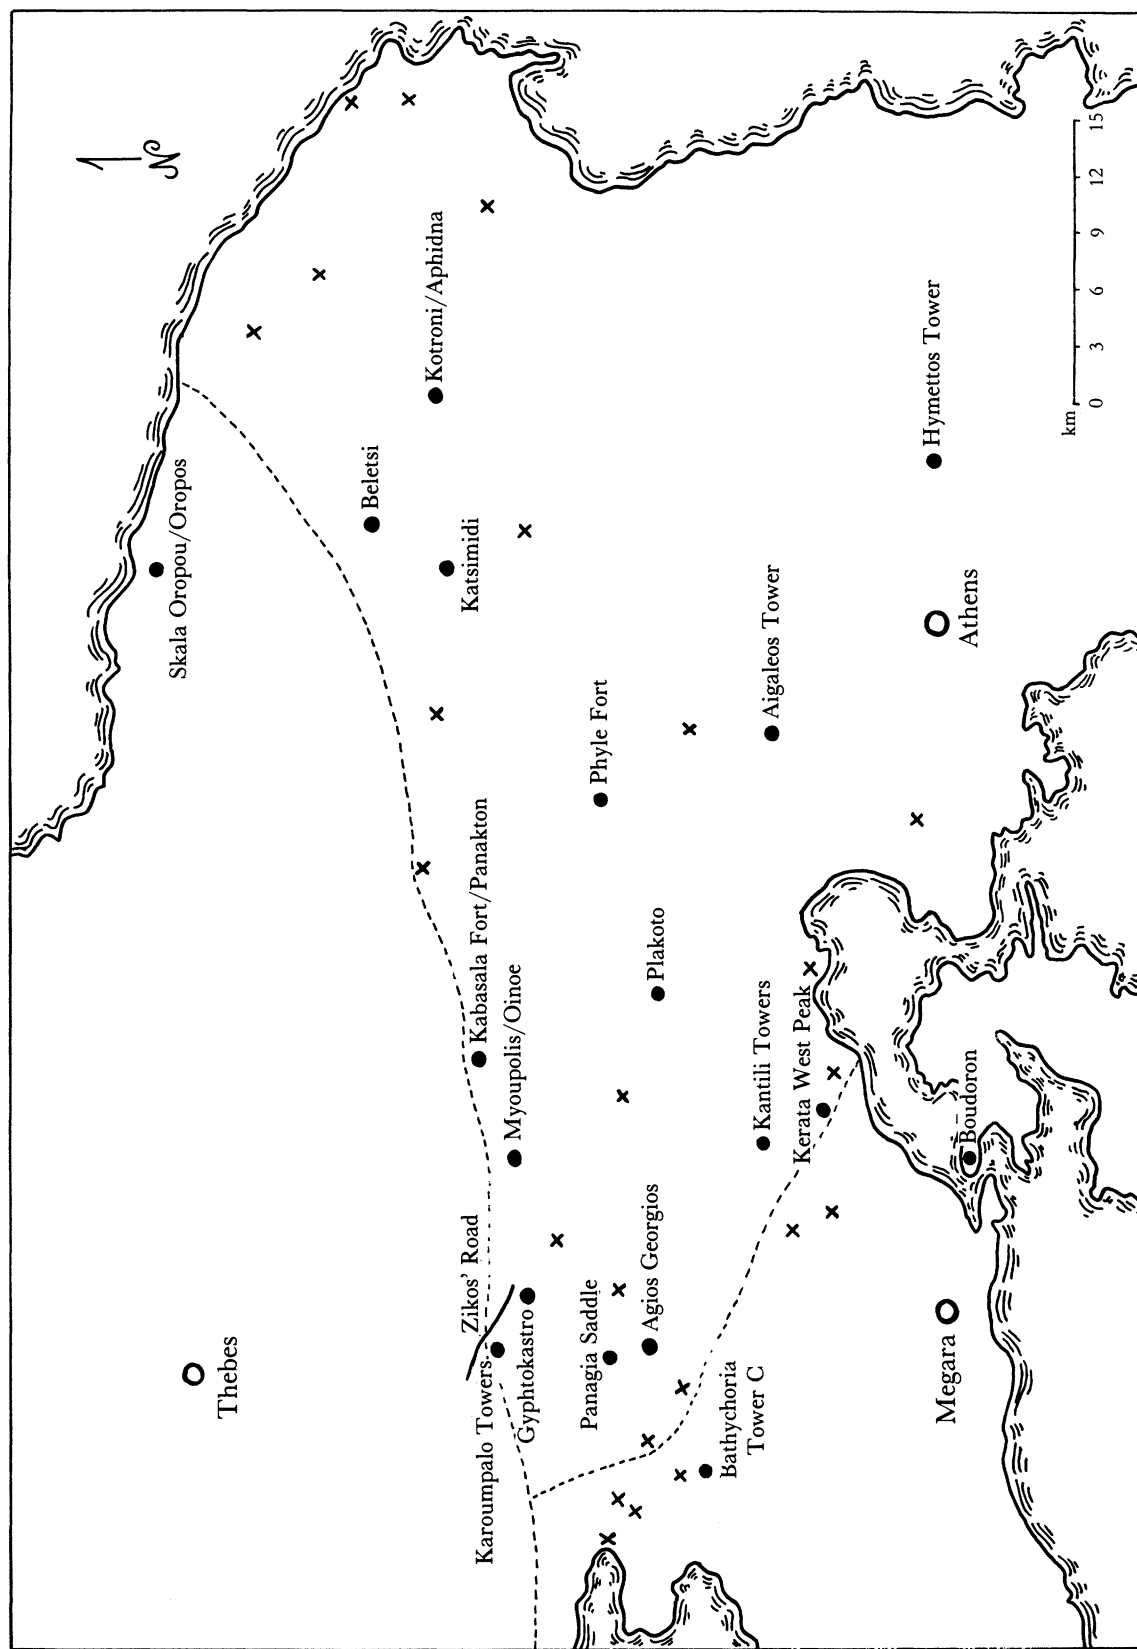 N
Skala Oropou/Oropos
Thebes
Beletsi
Kotroni/Aphidna
Katsimidi
Kabasala Fort/Panakton
Myoupolis/Oinoe
Zikos' Road
Karoumpalo Towers
Gyphtokastro
Phyle Fort
Panagia Saddle
Agios Georgios
Plakoto
Bathychoria
Tower C
Aigaleos Tower
Kantili Towers
Kerata West Peak
Hymettos Tower
Athens
Boudoron
Megara
km
0 3 6 9 12 15